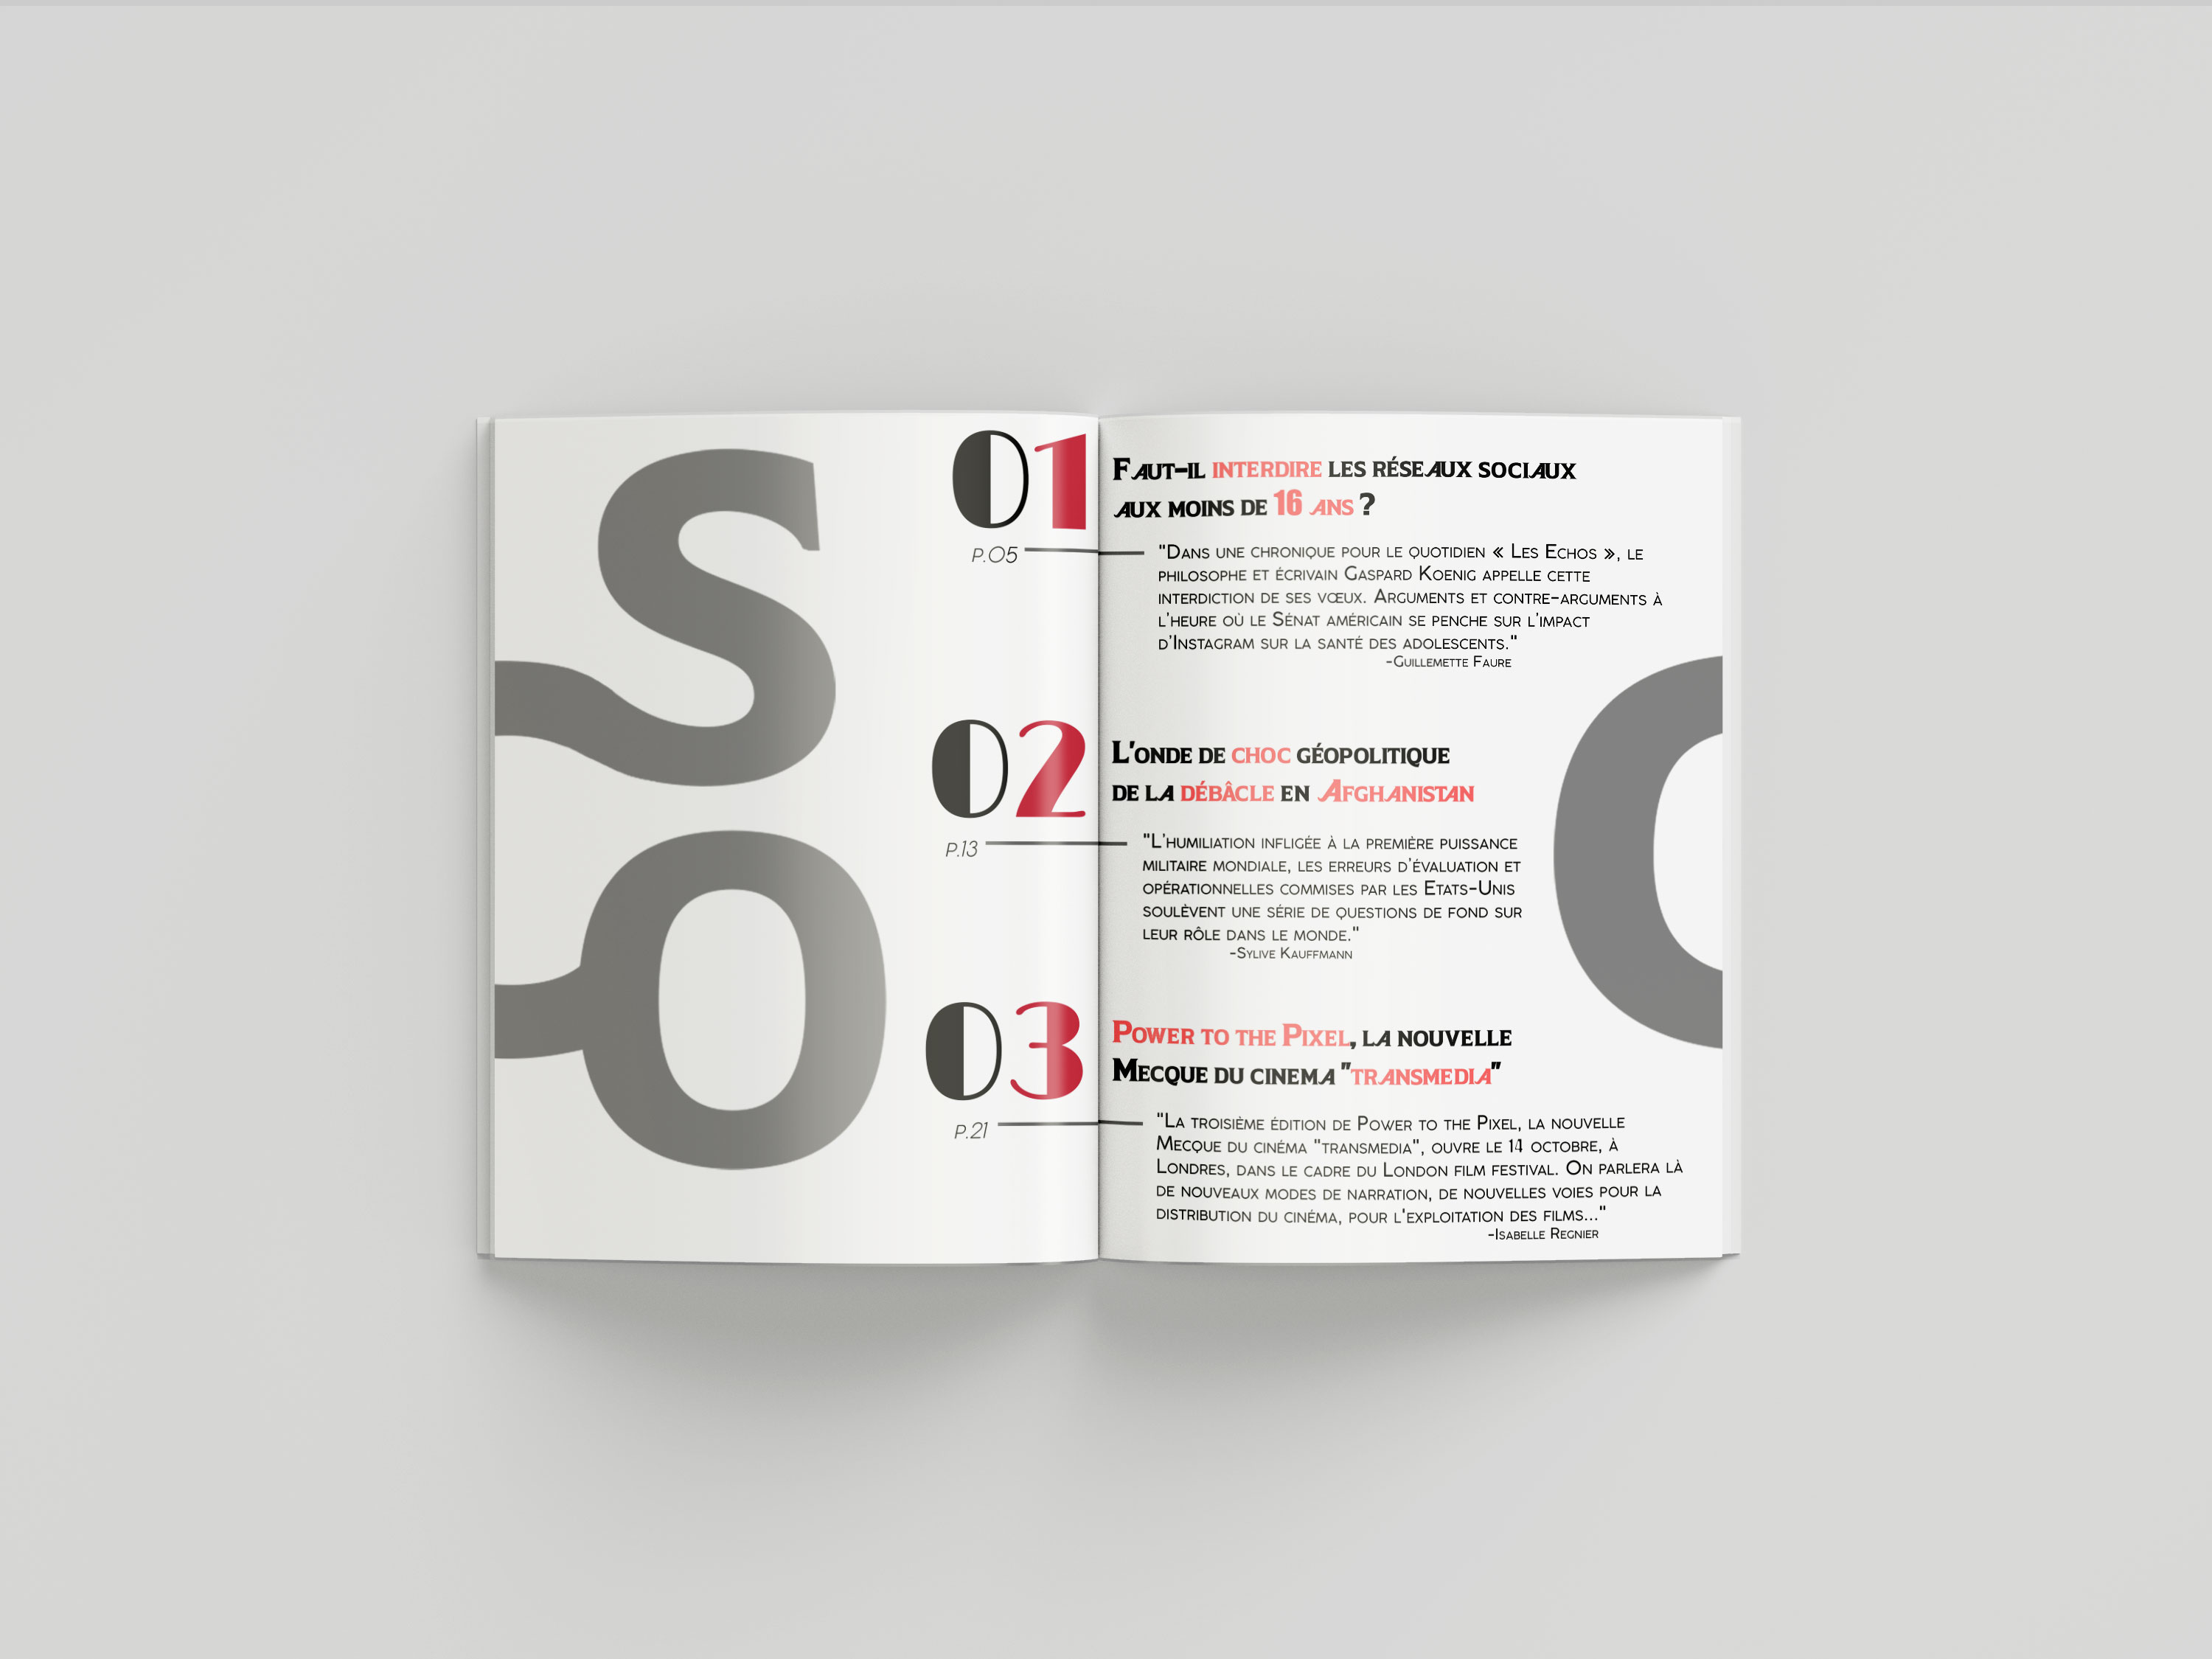 S
O
01
P.05
Faut-il interdire les réseaux sociaux
aux moins de 16 ans ?
"Dans une chronique pour le quotidien « Les Echos », le
philosophe et écrivain Gaspard Koenig appelle cette
interdiction de ses vœux. Arguments et contre-arguments à
l'heure où le Sénat américain se penche sur l'impact
d'Instagram sur la santé des adolescents."
-Guillemette Faure
02
P.13
L'onde de choc géopolitique
de la débâcle en Afghanistan
"L'humiliation infligée à la première puissance
militaire mondiale, les erreurs d'évaluation et
opérationnelles commises par les Etats-Unis
soulèvent une série de questions de fond sur
leur rôle dans le monde."
-Sylive Kauffmann
03
P.21
Power to the Pixel, la nouvelle
Mecque du cinema "transmedia"
"La troisième édition de Power to the Pixel, la nouvelle
Mecque du cinéma "transmedia", ouvre le 14 octobre, à
Londres, dans le cadre du London film festival. On parlera là
de nouveaux modes de narration, de nouvelles voies pour la
distribution du cinéma, pour l'exploitation des films..."
-Isabelle Regnier